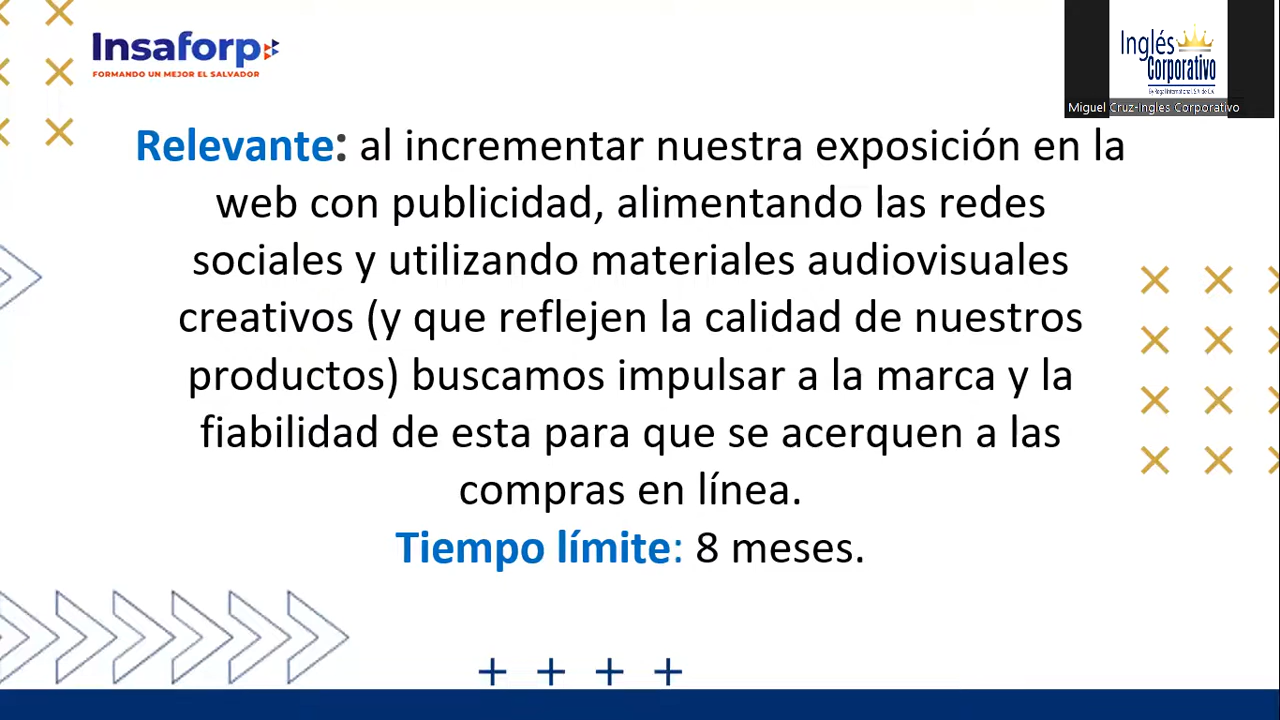 Insaforp
FORMANDO UN MEJOR EL SALVADOR
Inglés
Corporativo
Miguel Cruz-Ingles Corporativo
Relevante: al incrementar nuestra exposición en la
web con publicidad, alimentando las redes
sociales y utilizando materiales audiovisuales
creativos (y que reflejen la calidad de nuestros
productos) buscamos impulsar a la marca y la
fiabilidad de esta para que se acerquen a las
compras en línea.
Tiempo límite: 8 meses.